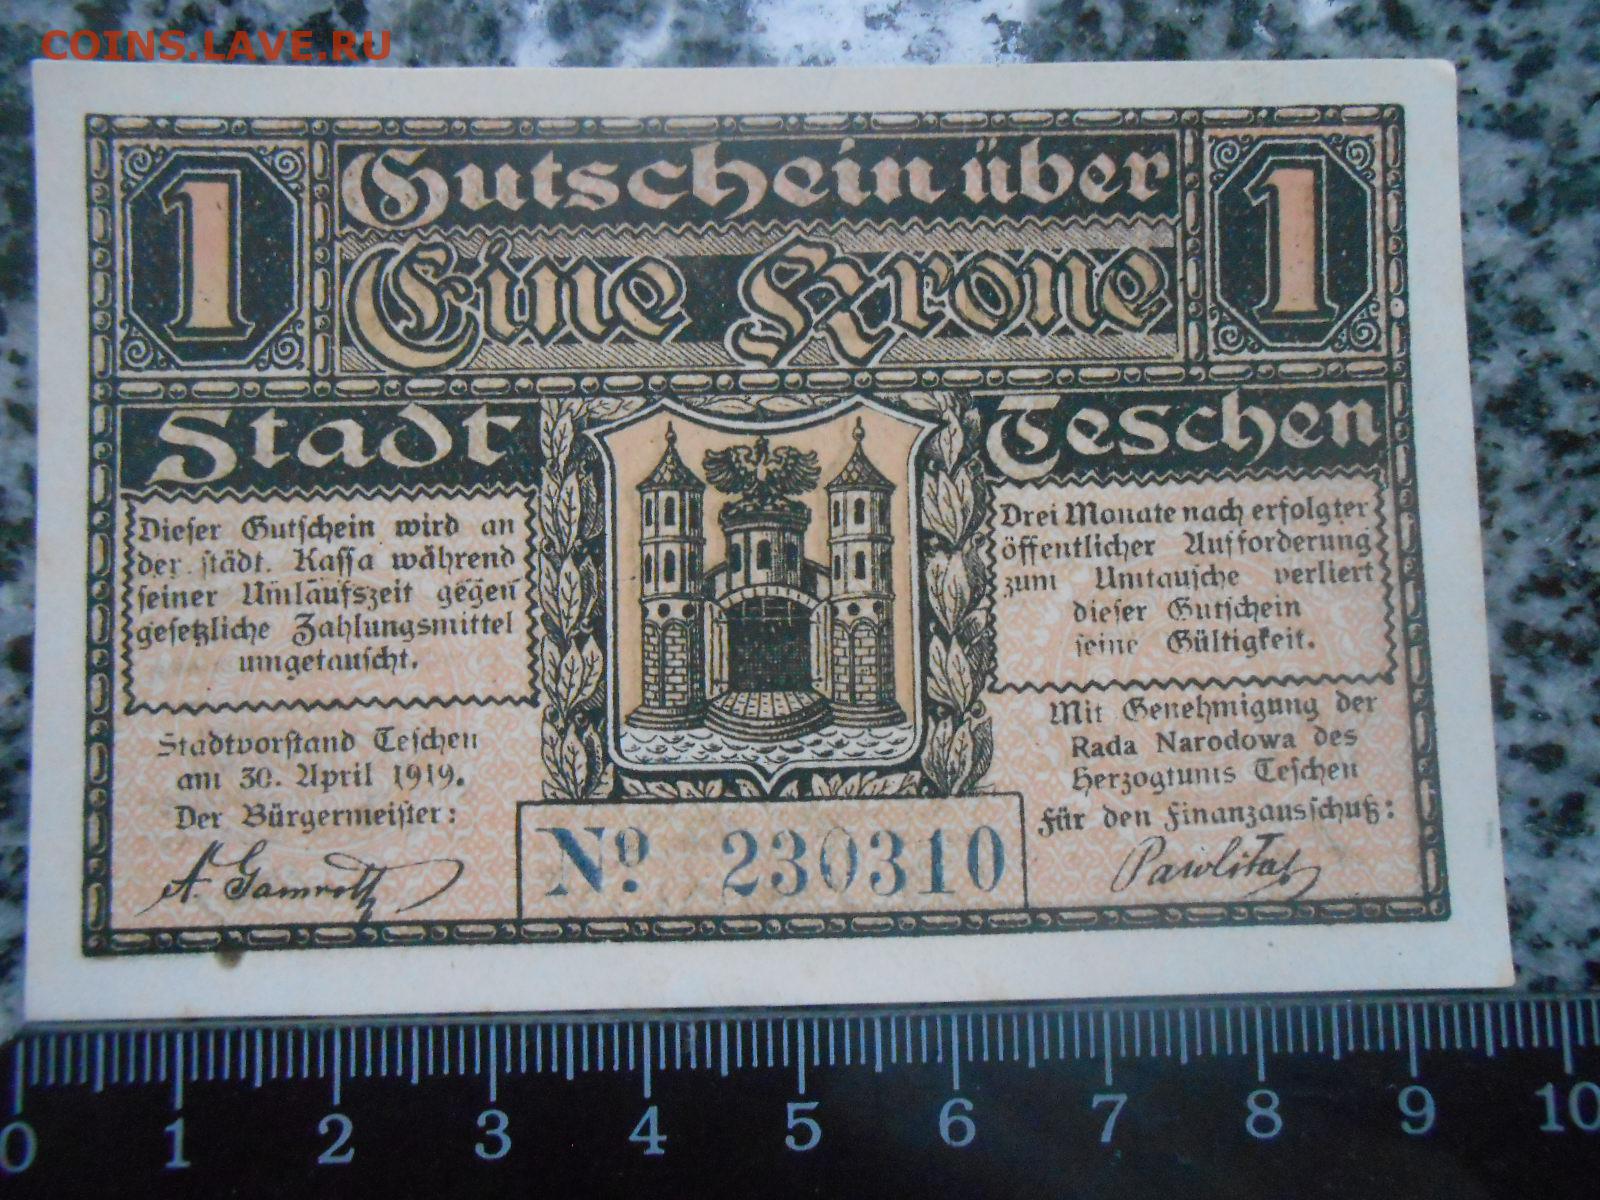 COINS.LAVE.RU
1 Gutschein über 1
Eine Krone
Stadt Teschen
Dieser Gutschein wird an
der städt. Kassa während
seiner Umlaufszeit gegen
gesetzliche Zahlungsmittel
umgetauscht.
Stadtvorstand Teschen
am 30. April 1919.
Der Bürgermeister:
A. Gamroth
No. 230310
Drei Monate nach erfolgter
öffentlicher Aufforderung
zum Umtausche verliert
dieser Gutschein
seine Gültigkeit.
Mit Genehmigung der
Rada Narodowa des
Herzogtums Teschen
Für den Finanzausschuß:
0 1 2 3 4 5 6 7 8 9 10